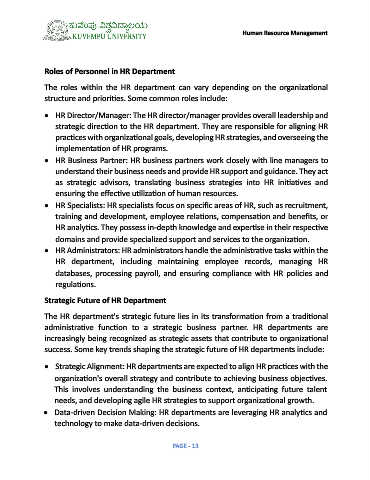 ಕುವೆಂಪು ವಿಶ್ವವಿದ್ಯಾಲಯ
KUVEMPU UNIVERSITY
Human Resource Management
Roles of Personnel in HR Department
The roles within the HR department can vary depending on the organizational
structure and priorities. Some common roles include:
• HR Director/Manager: The HR director/manager provides overall leadership and
strategic direction to the HR department. They are responsible for aligning HR
practices with organizational goals, developing HR strategies, and overseeing the
implementation of HR programs.
• HR Business Partner: HR business partners work closely with line managers to
understand their business needs and provide HR support and guidance. They act
as strategic advisors, translating business strategies into HR initiatives and
ensuring the effective utilization of human resources.
• HR Specialists: HR specialists focus on specific areas of HR, such as recruitment,
training and development, employee relations, compensation and benefits, or
HR analytics. They possess in-depth knowledge and expertise in their respective
domains and provide specialized support and services to the organization.
• HR Administrators: HR administrators handle the administrative tasks within the
HR department, including maintaining employee records, managing HR
databases, processing payroll, and ensuring compliance with HR policies and
regulations.
Strategic Future of HR Department
The HR department's strategic future lies in its transformation from a traditional
administrative function to a strategic business partner. HR departments are
increasingly being recognized as strategic assets that contribute to organizational
success. Some key trends shaping the strategic future of HR departments include:
• Strategic Alignment: HR departments are expected to align HR practices with the
organization's overall strategy and contribute to achieving business objectives.
This involves understanding the business context, anticipating future talent
needs, and developing agile HR strategies to support organizational growth.
• Data-driven Decision Making: HR departments are leveraging HR analytics and
technology to make data-driven decisions.
PAGE - 13